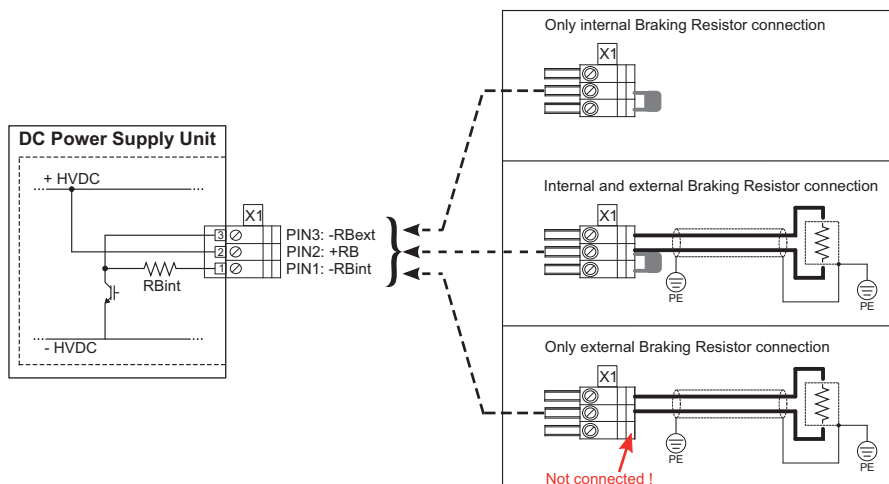 DC Power Supply Unit
+ HVDC
X1
3
PIN3: -RBext
2
PIN2: +RB
1
PIN1: -RBint
RBint
- HVDC
Only internal Braking Resistor connection
X1
Internal and external Braking Resistor connection
X1
PE
PE
Only external Braking Resistor connection
X1
PE
PE
Not connected !